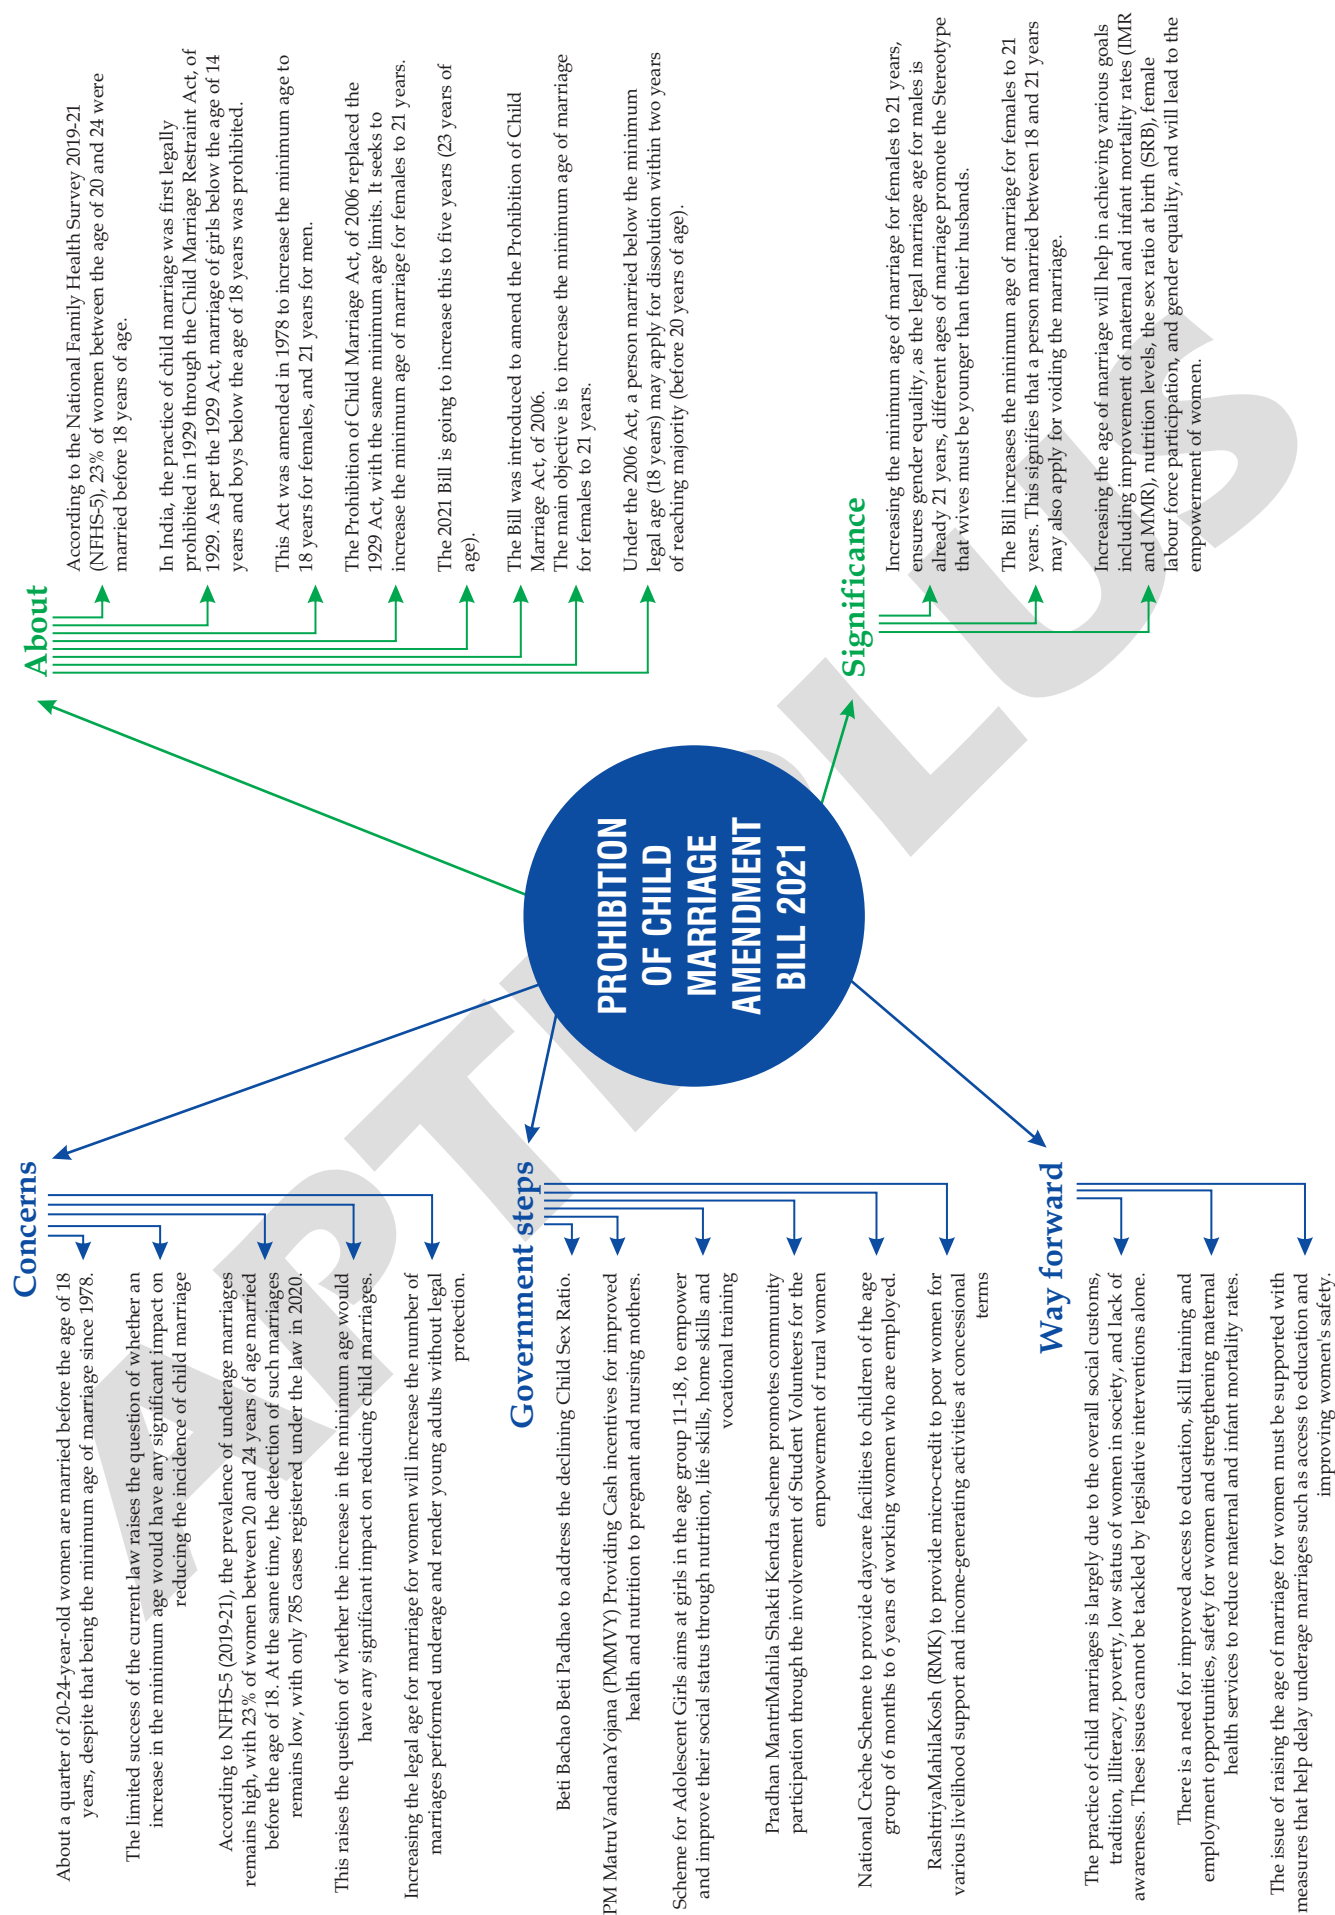 PROHIBITION
OF CHILD
MARRIAGE
AMENDMENT
BILL 2021
About
According to the National Family Health Survey 2019-21
(NFHS-5), 23% of women between the age of 20 and 24 were
married before 18 years of age.
In India, the practice of child marriage was first legally
prohibited in 1929 through the Child Marriage Restraint Act, of
1929. As per the 1929 Act, marriage of girls below the age of 14
years and boys below the age of 18 years was prohibited.
This Act was amended in 1978 to increase the minimum age to
18 years for females, and 21 years for men.
The Prohibition of Child Marriage Act, of 2006 replaced the
1929 Act, with the same minimum age limits. It seeks to
increase the minimum age of marriage for females to 21 years.
The 2021 Bill is going to increase this to five years (23 years of
age).
The Bill was introduced to amend the Prohibition of Child
Marriage Act, of 2006.
The main objective is to increase the minimum age of marriage
for females to 21 years.
Under the 2006 Act, a person married below the minimum
legal age (18 years) may apply for dissolution within two years
of reaching majority (before 20 years of age).
Significance
Increasing the minimum age of marriage for females to 21 years,
ensures gender equality, as the legal marriage age for males is
already 21 years, different ages of marriage promote the Stereotype
that wives must be younger than their husbands.
The Bill increases the minimum age of marriage for females to 21
years. This signifies that a person married between 18 and 21 years
may also apply for voiding the marriage.
Increasing the age of marriage will help in achieving various goals
including improvement of maternal and infant mortality rates (IMR
and MMR), nutrition levels, the sex ratio at birth (SRB), female
labour force participation, and gender equality, and will lead to the
empowerment of women.
Concerns
About a quarter of 20-24-year-old women are married before the age of 18
years, despite that being the minimum age of marriage since 1978.
The limited success of the current law raises the question of whether an
increase in the minimum age would have any significant impact on
reducing the incidence of child marriage
According to NFHS-5 (2019-21), the prevalence of underage marriages
remains high, with 23% of women between 20 and 24 years of age married
before the age of 18. At the same time, the detection of such marriages
remains low, with only 785 cases registered under the law in 2020.
This raises the question of whether the increase in the minimum age would
have any significant impact on reducing child marriages.
Increasing the legal age for marriage for women will increase the number of
marriages performed underage and render young adults without legal
protection.
Government steps
Beti Bachao Beti Padhao to address the declining Child Sex Ratio.
PM MatruVandanaYojana (PMMVY) Providing Cash incentives for improved
health and nutrition to pregnant and nursing mothers.
Scheme for Adolescent Girls aims at girls in the age group 11-18, to empower
and improve their social status through nutrition, life skills, home skills and
vocational training
Pradhan MantriMahila Shakti Kendra scheme promotes community
participation through the involvement of Student Volunteers for the
empowerment of rural women
National Crèche Scheme to provide daycare facilities to children of the age
group of 6 months to 6 years of working women who are employed.
RashtriyaMahilaKosh (RMK) to provide micro-credit to poor women for
various livelihood support and income-generating activities at concessional
terms
Way forward
The practice of child marriages is largely due to the overall social customs,
tradition, illiteracy, poverty, low status of women in society, and lack of
awareness. These issues cannot be tackled by legislative interventions alone.
There is a need for improved access to education, skill training and
employment opportunities, safety for women and strengthening maternal
health services to reduce maternal and infant mortality rates.
The issue of raising the age of marriage for women must be supported with
measures that help delay underage marriages such as access to education and
improving women's safety.